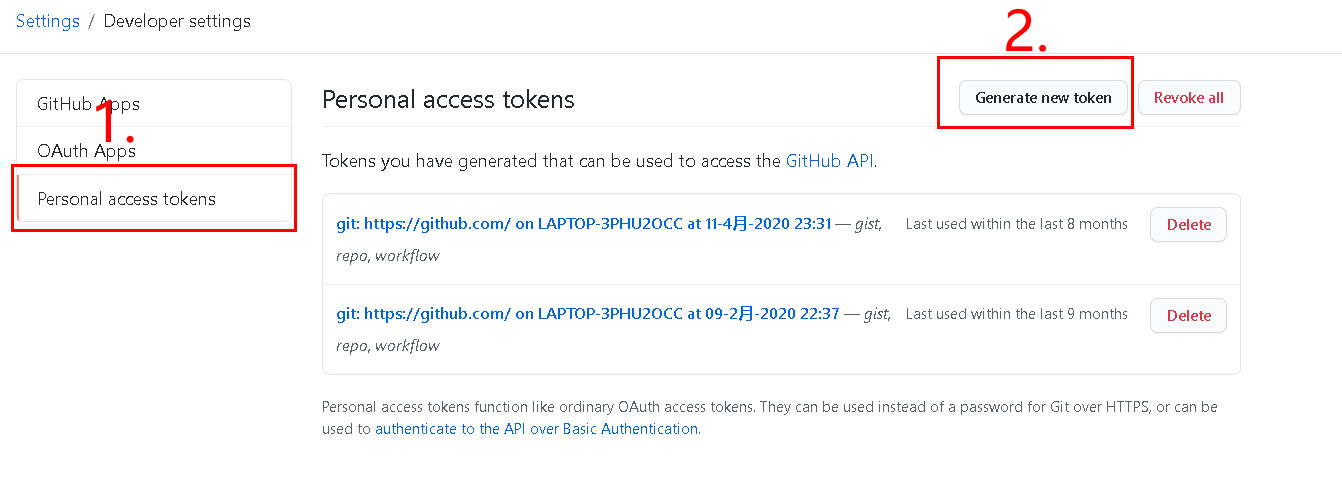 Settings / Developer settings
2.
GitHub Apps
1.
OAuth Apps
Personal access tokens
Personal access tokens
Generate new token
Revoke all
Tokens you have generated that can be used to access the GitHub API.
git: https://github.com/ on LAPTOP-3PHU2OCC at 11-4月-2020 23:31 — gist,
repo, workflow
Last used within the last 8 months
Delete
git: https://github.com/ on LAPTOP-3PHU2OCC at 09-2月-2020 22:37 — gist,
repo, workflow
Last used within the last 9 months
Delete
Personal access tokens function like ordinary OAuth access tokens. They can be used instead of a password for Git over HTTPS, or can be
used to authenticate to the API over Basic Authentication.